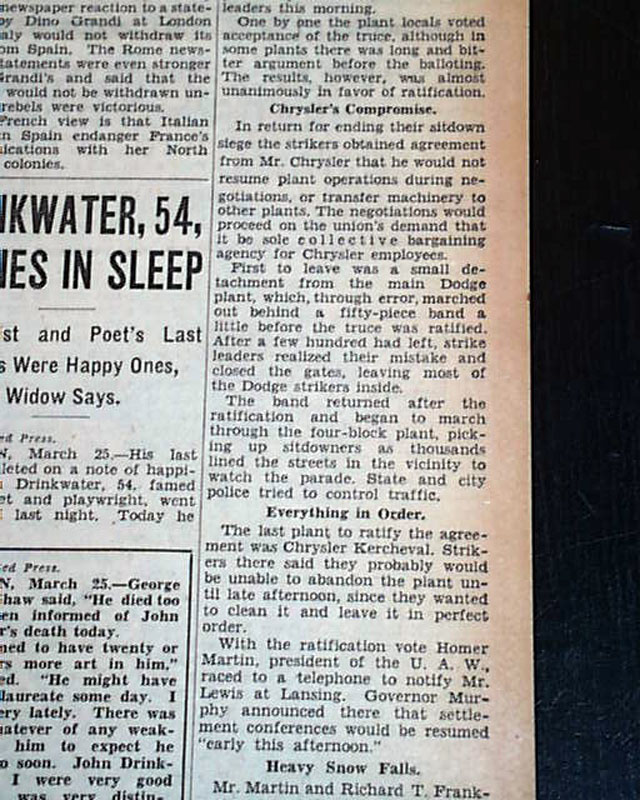 newspaper reaction to a state-
by Dino Grandi at London
would not withdraw its
Spain. The Rome news-
were even stronger
and said that the
would not be withdrawn un-
rebels were victorious.
French view is that Italian
Spain endanger France's
with her North
colonies.
54,
IN SLEEP
and Poet's Last
Were Happy Ones,
Widow Says.
Press.
March 25.—His last
on a note of happi-
Drinkwater, 54, famed
and playwright, went
last night. Today he
Press.
March 25.—George
said, "He died too
informed of John
death today.
to have twenty or
more art in him,"
"He might have
laureate some day. I
lately. There was
of any weak-
him to expect he
soon. John Drink-
I were very good
was very distin-
leaders this morning.
One by one the plant locals voted
acceptance of the truce, although in
some plants there was long and bit-
ter argument before the balloting.
The results, however, was almost
unanimously in favor of ratification.
Chrysler's Compromise.
In return for ending their sitdown
siege the strikers obtained agreement
from Mr. Chrysler that he would not
resume plant operations during ne-
gotiations, or transfer machinery to
other plants. The negotiations would
proceed on the union's demand that
it be sole collective bargaining
agency for Chrysler employees.
First to leave was a small de-
tachment from the main Dodge
plant, which, through error, marched
out behind a fifty-piece band a
little before the truce was ratified.
After a few hundred had left, strike
leaders realized their mistake and
closed the gates, leaving most of
the Dodge strikers inside.
The band returned after the
ratification and began to march
through the four-block plant, pick-
ing up sitdowners as thousands
lined the streets in the vicinity to
watch the parade. State and city
police tried to control traffic.
Everything in Order.
The last plant to ratify the agree-
ment was Chrysler Kercheval. Strik-
ers there said they probably would
be unable to abandon the plant un-
til late afternoon, since they wanted
to clean it and leave it in perfect
order.
With the ratification vote Homer
Martin, president of the U. A. W.,
raced to a telephone to notify Mr.
Lewis at Lansing. Governor Mur-
phy announced there that settle-
ment conferences would be resumed
"early this afternoon."
Heavy Snow Falls.
Mr. Martin and Richard T. Frank-